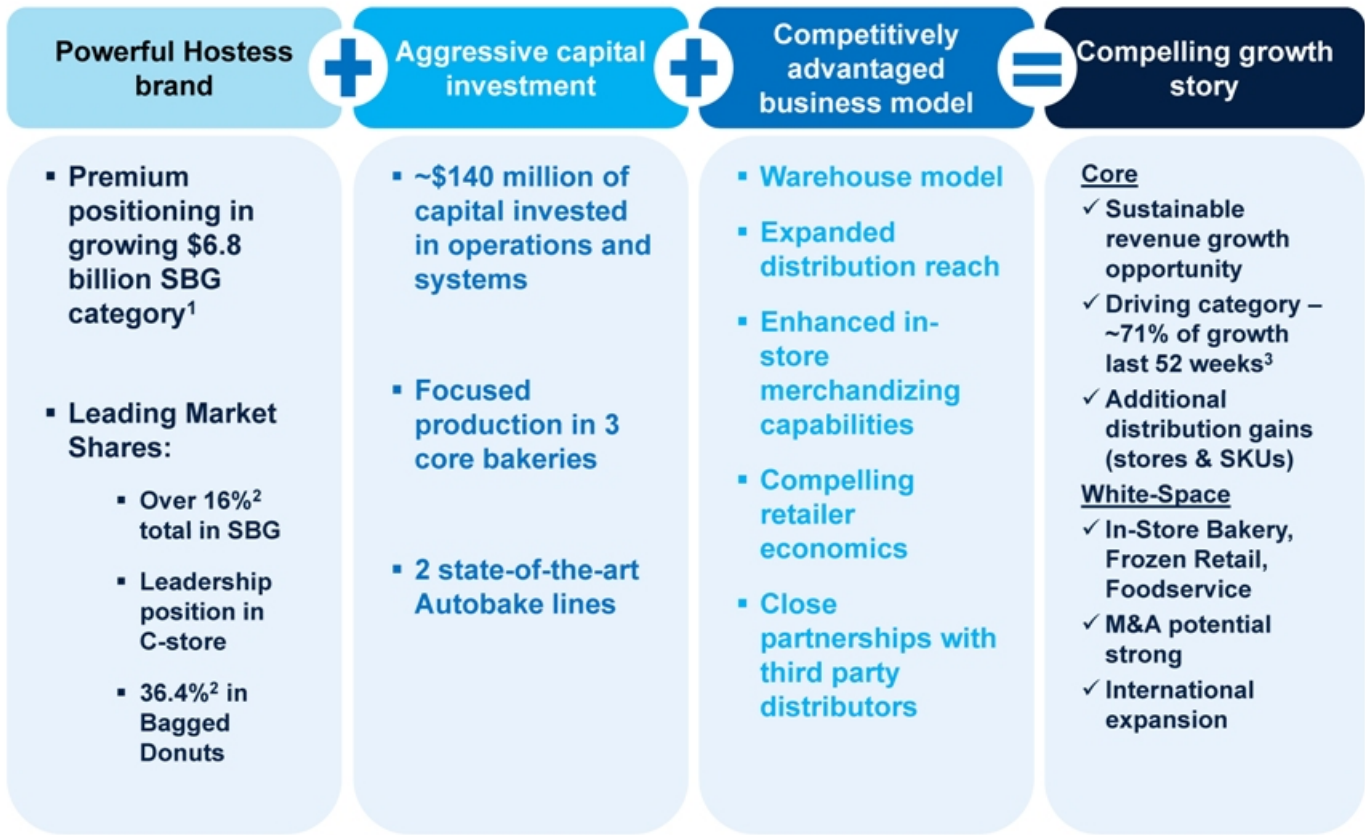 Powerful Hostess
brand
Aggressive capital
investment
Competitively
advantaged
business model
Compelling growth
story
▪ Premium
positioning in
growing $6.8
billion SBG
category¹
▪ Leading Market
Shares:
▪ Over 16%²
total in SBG
▪ Leadership
position in
C-store
▪ 36.4%² in
Bagged
Donuts
▪ ~$140 million of
capital invested
in operations and
systems
▪ Focused
production in 3
core bakeries
▪ 2 state-of-the-art
Autobake lines
▪ Warehouse model
▪ Expanded
distribution reach
▪ Enhanced in-
store
merchandizing
capabilities
▪ Compelling
retailer
economics
▪ Close
partnerships with
third party
distributors
Core
✓ Sustainable
revenue growth
opportunity
✓ Driving category –
~71% of growth
last 52 weeks³
✓ Additional
distribution gains
(stores & SKUs)
White-Space
✓ In-Store Bakery,
Frozen Retail,
Foodservice
✓ M&A potential
strong
✓ International
expansion